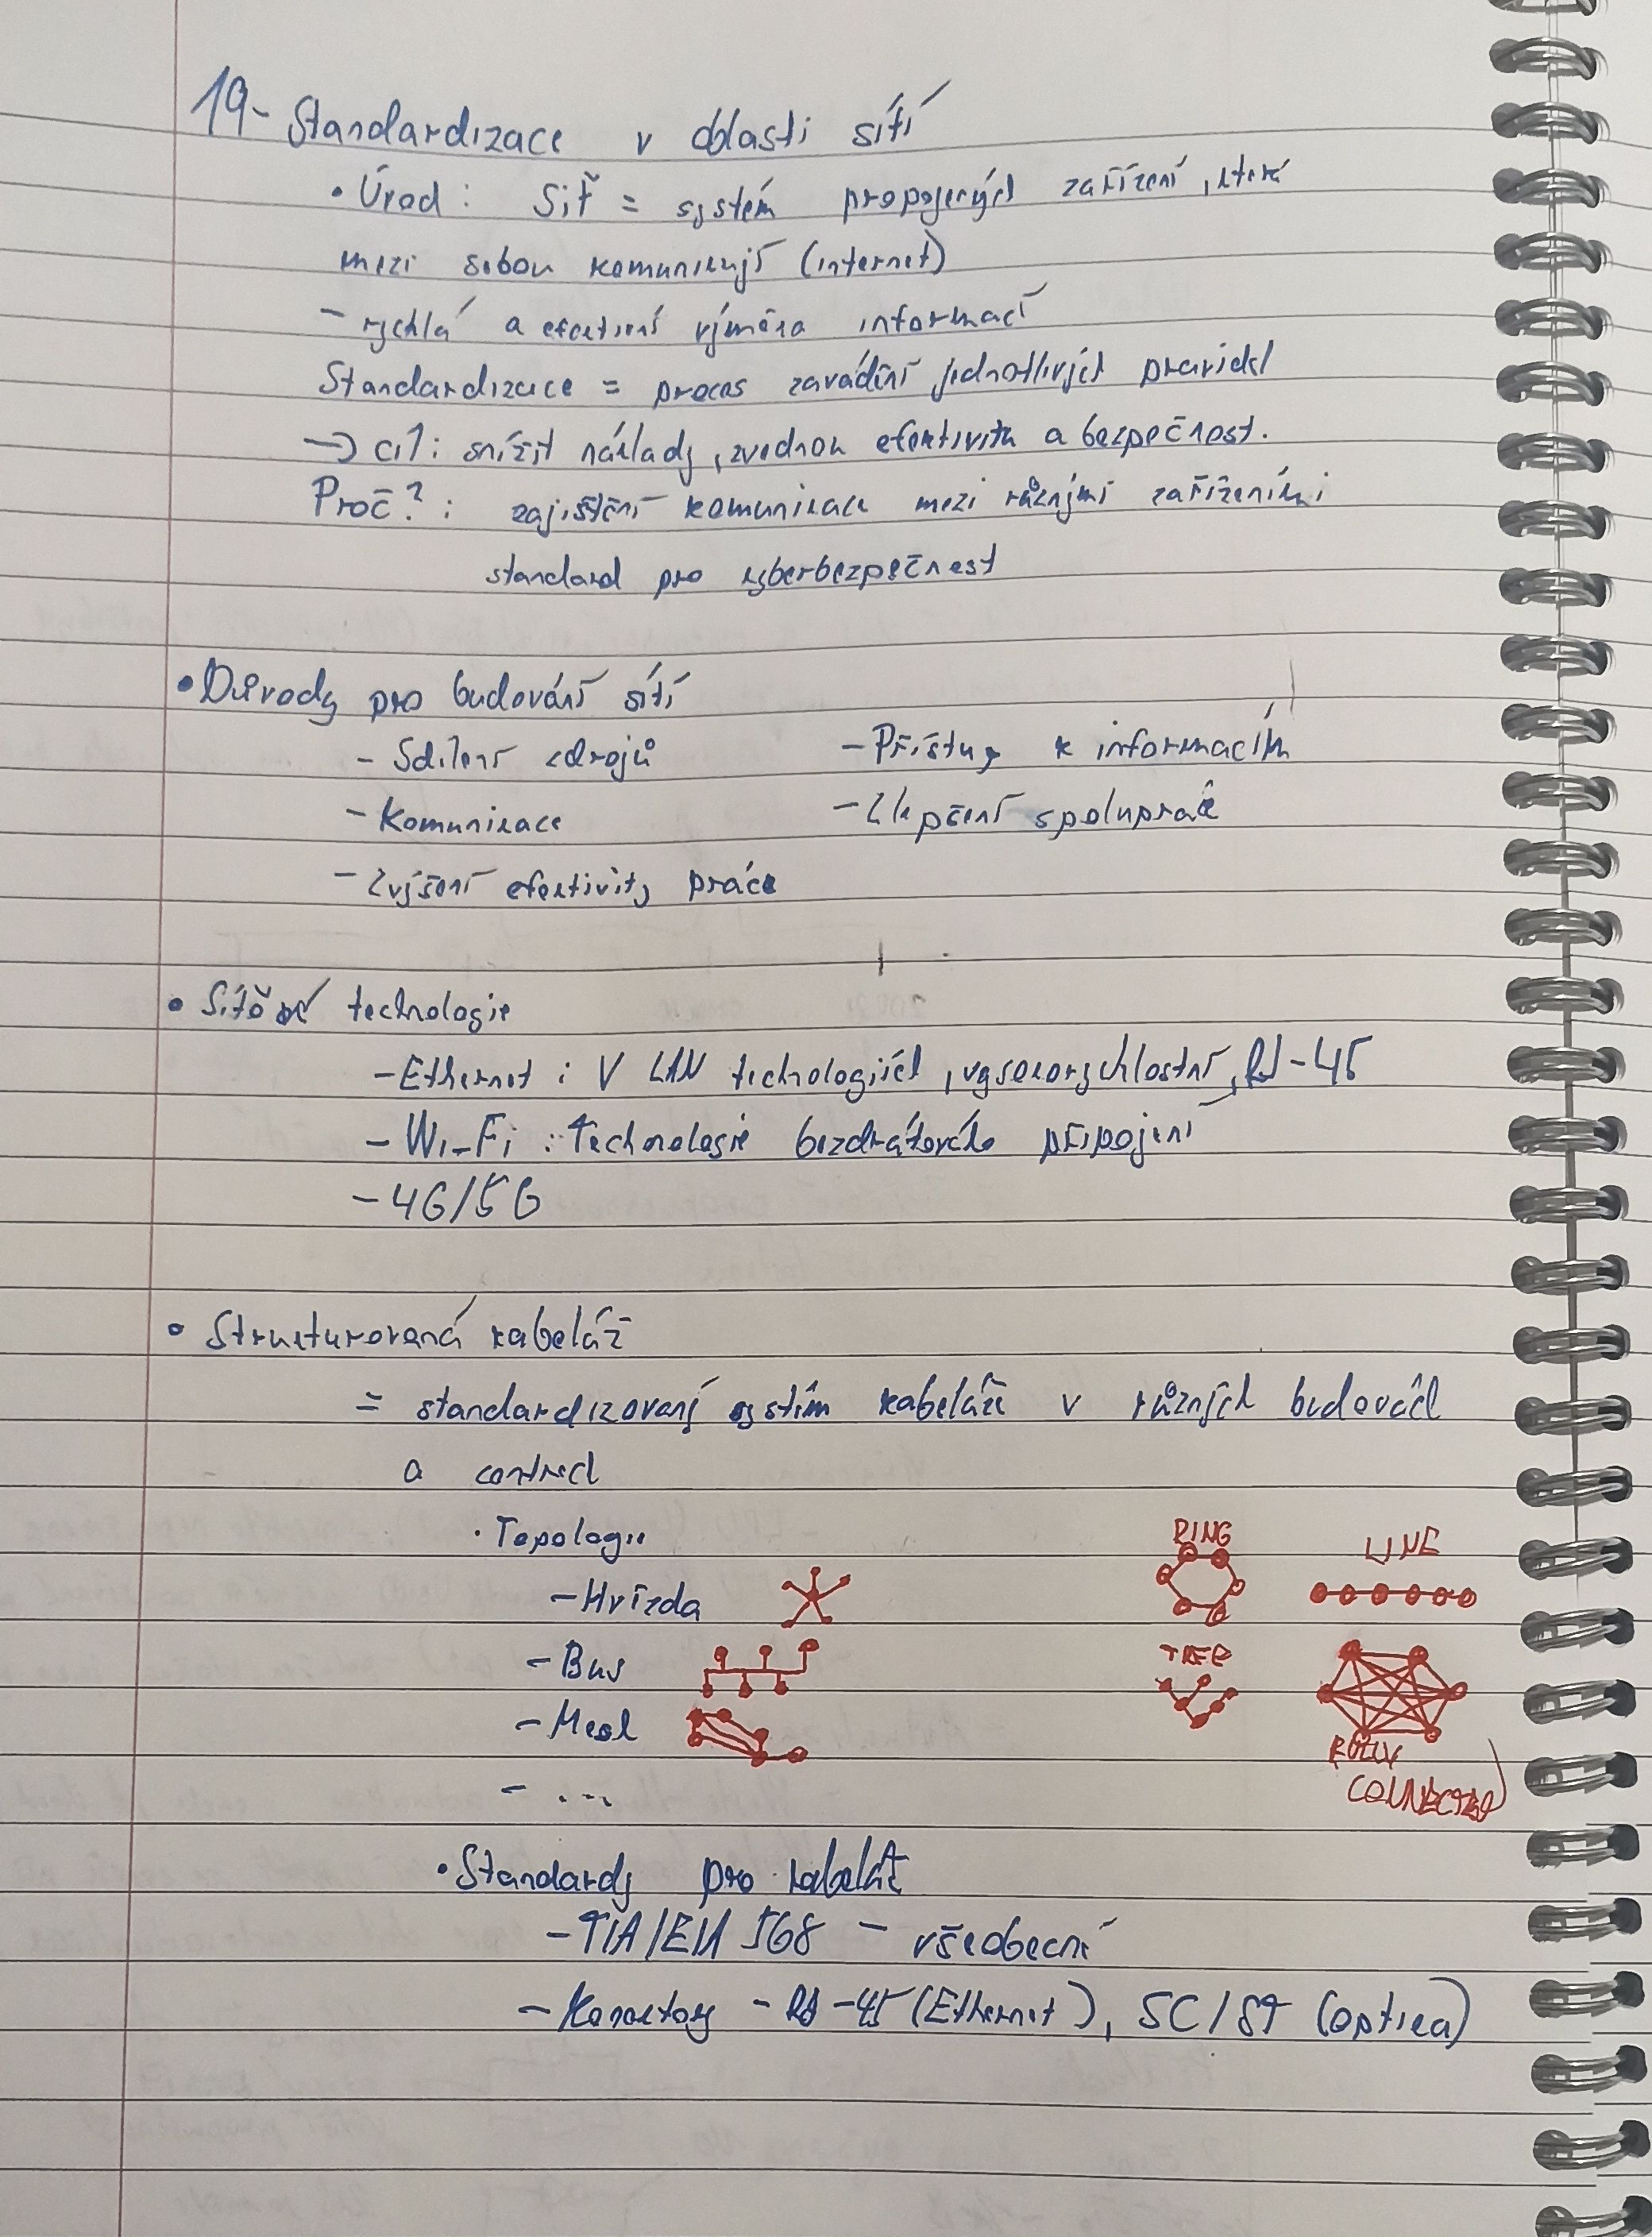 19- Standardizace v oblasti sítí
• Úvod: Síť = systém propojených zařízení, které
mezi sebou komunikují (internet)
- rychlá a efektivní výměna informací
Standardizace = proces zavádění jednotlivých pravidel
→ cíl: snížit náklady, zvednou efektivitu a bezpečnost.
Proč?: zajištění komunikace mezi různými zařízeními
standard pro kyberbezpečnost
• Důvody pro budování sítí
- Sdílení zdrojů - Přístup k informacím
- Komunikace - Zlepšení spolupráce
- Zvýšení efektivity práce
• Síťové technologie
- Ethernet: V LAN technologiích, vysokorychlostní, RJ-45
- Wi-Fi: Technologie bezdrátového připojení
- 4G/5G
• Strukturovaná kabeláž
= standardizovaný systém kabeláže v různých budovách
a centrech
• Topologie RING LINE
- Hvězda
- Bus TREE
- Mesh
FULLY
- ... CONNECTED
• Standardy pro kabeláž
- TIA/EIA 568 - všeobecné
- Konektory - RJ-45 (Ethernet), SC/ST (optika)